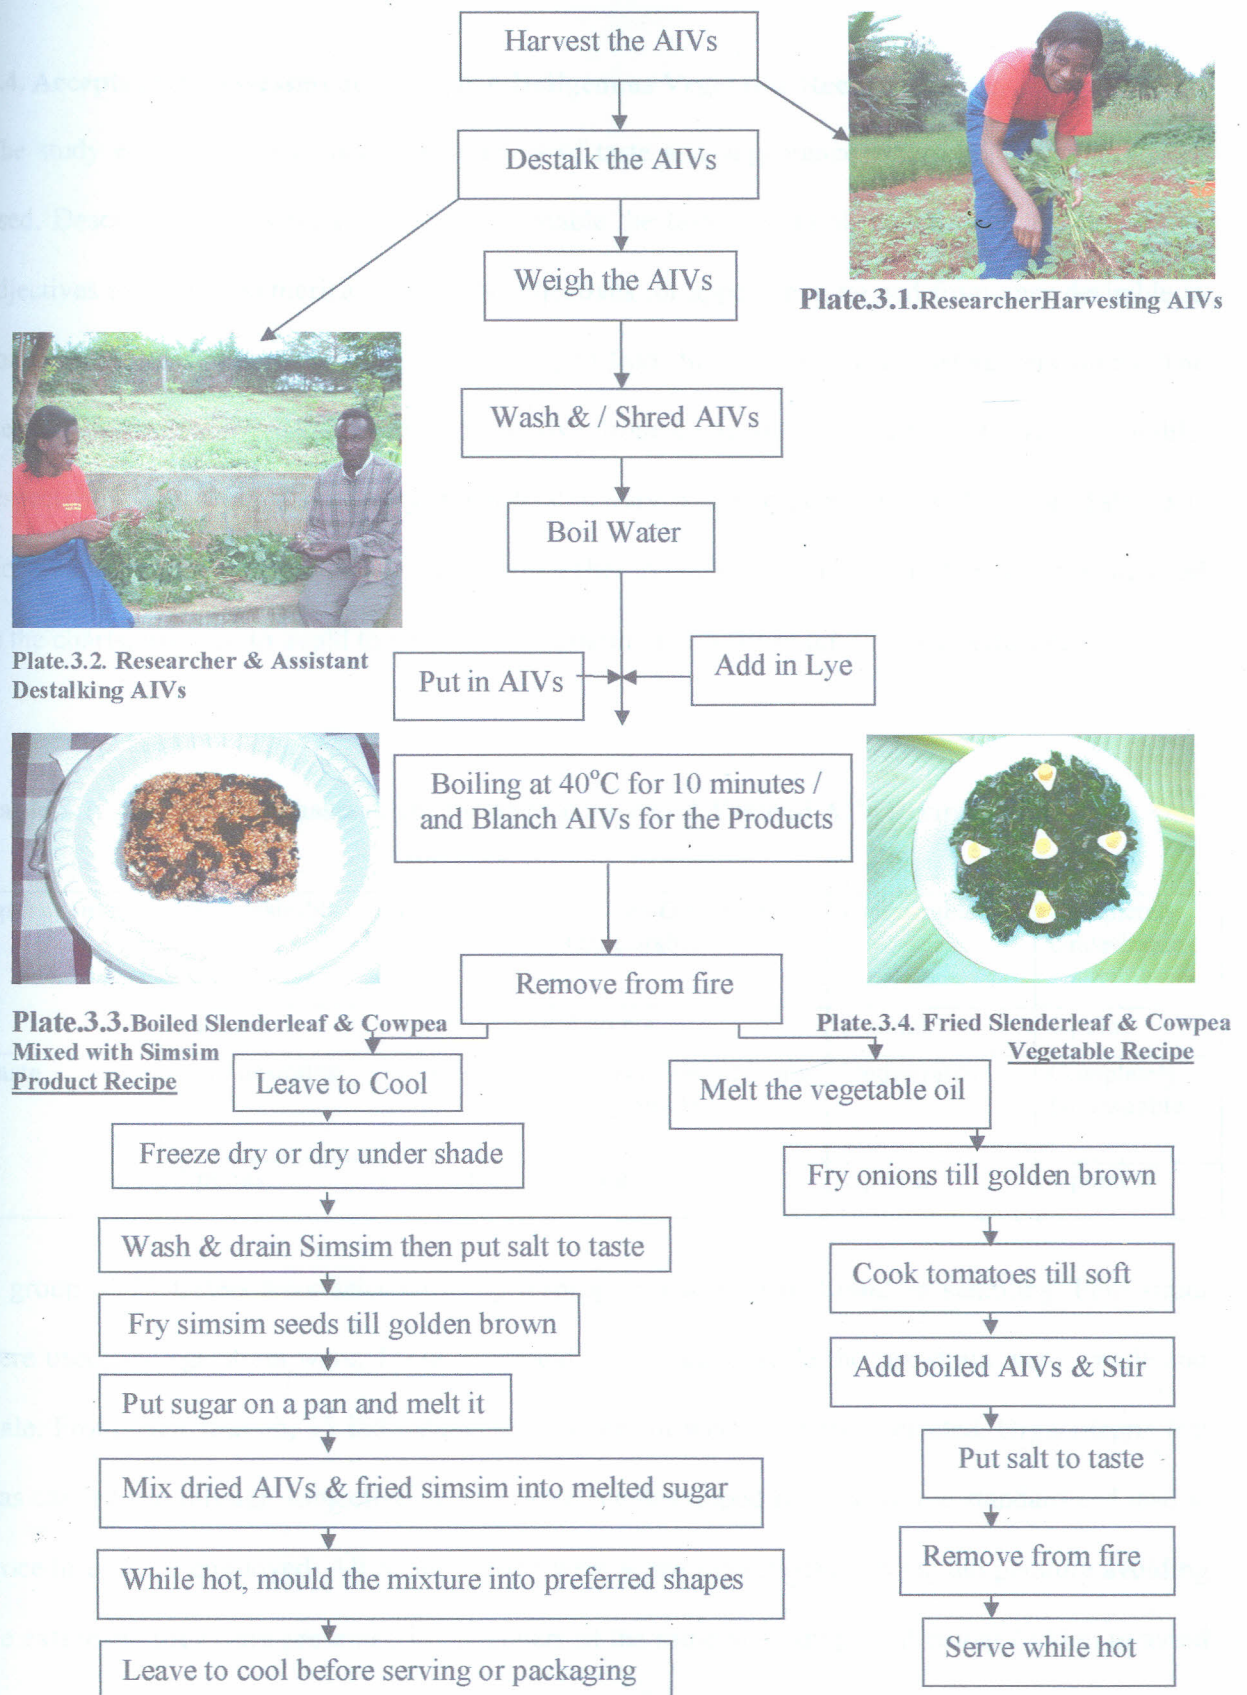 Harvest the AIVs
Destalk the AIVs
Weigh the AIVs
Plate.3.1.ResearcherHarvesting AIVs
Wash & / Shred AIVs
Boil Water
Plate.3.2. Researcher & Assistant
Destalking AIVs
Put in AIVs
Add in Lye
Boiling at 40°C for 10 minutes /
and Blanch AIVs for the Products
Remove from fire
Plate.3.3.Boiled Slenderleaf & Cowpea
Mixed with Simsim
Product Recipe
Plate.3.4. Fried Slenderleaf & Cowpea
Vegetable Recipe
Leave to Cool
Freeze dry or dry under shade
Wash & drain Simsim then put salt to taste
Fry simsim seeds till golden brown
Put sugar on a pan and melt it
Mix dried AIVs & fried simsim into melted sugar
While hot, mould the mixture into preferred shapes
Leave to cool before serving or packaging
Melt the vegetable oil
Fry onions till golden brown
Cook tomatoes till soft
Add boiled AIVs & Stir
Put salt to taste
Remove from fire
Serve while hot